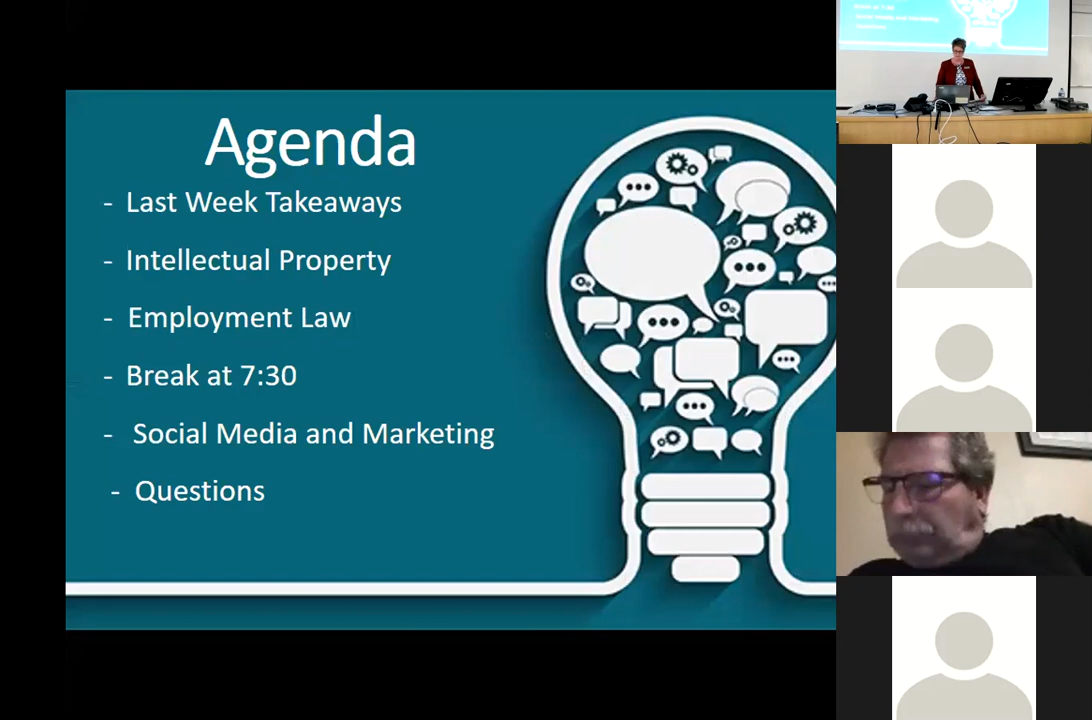 Agenda
- Last Week Takeaways
- Intellectual Property
- Employment Law
- Break at 7:30
- Social Media and Marketing
- Questions